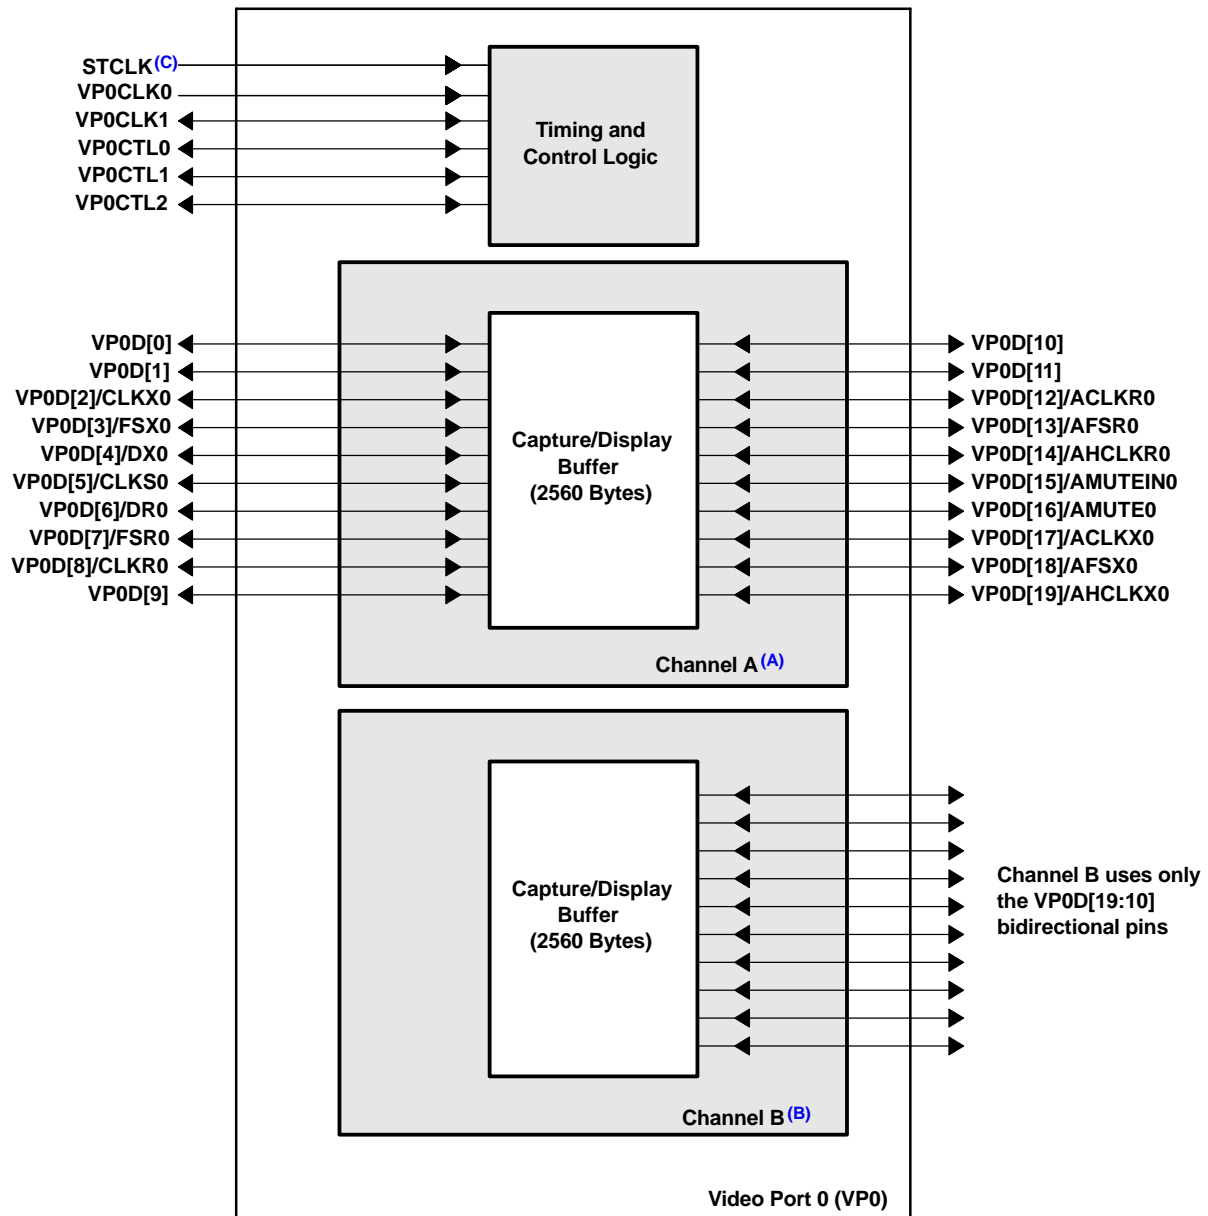 STCLK(C)
VP0CLK0
VP0CLK1
VP0CTL0
VP0CTL1
VP0CTL2
Timing and
Control Logic
VP0D[0]
VP0D[1]
VP0D[2]/CLKX0
VP0D[3]/FSX0
VP0D[4]/DX0
VP0D[5]/CLKS0
VP0D[6]/DR0
VP0D[7]/FSR0
VP0D[8]/CLKR0
VP0D[9]
Capture/Display
Buffer
(2560 Bytes)
VP0D[10]
VP0D[11]
VP0D[12]/ACLKR0
VP0D[13]/AFSR0
VP0D[14]/AHCLKR0
VP0D[15]/AMUTEIN0
VP0D[16]/AMUTE0
VP0D[17]/ACLKX0
VP0D[18]/AFSX0
VP0D[19]/AHCLKX0
Channel A(A)
Capture/Display
Buffer
(2560 Bytes)
Channel B uses only
the VP0D[19:10]
bidirectional pins
Channel B(B)
Video Port 0 (VP0)